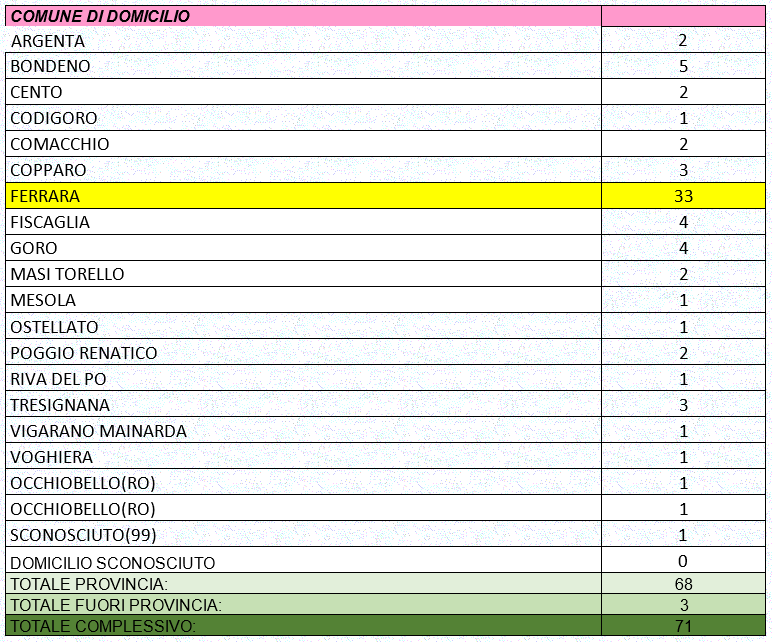 COMUNE DI DOMICILIO
ARGENTA 2
BONDENO 5
CENTO 2
CODIGORO 1
COMACCHIO 2
COPPARO 3
FERRARA 33
FISCAGLIA 4
GORO 4
MASI TORELLO 2
MESOLA 1
OSTELLATO 1
POGGIO RENATICO 2
RIVA DEL PO 1
TRESIGNANA 3
VIGARANO MAINARDA 1
VOGHIERA 1
OCCHIOBELLO(RO) 1
OCCHIOBELLO(RO) 1
SCONOSCIUTO(99) 1
DOMICILIO SCONOSCIUTO 0
TOTALE PROVINCIA: 68
TOTALE FUORI PROVINCIA: 3
TOTALE COMPLESSIVO: 71